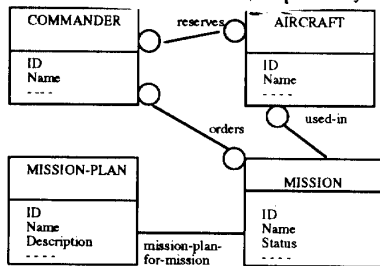 COMMANDER
ID
Name
- - - -
reserves
AIRCRAFT
ID
Name
- - - -
orders
used-in
MISSION-PLAN
ID
Name
Description
- - - -
mission-plan-
for-mission
MISSION
ID
Name
Status
- - - -